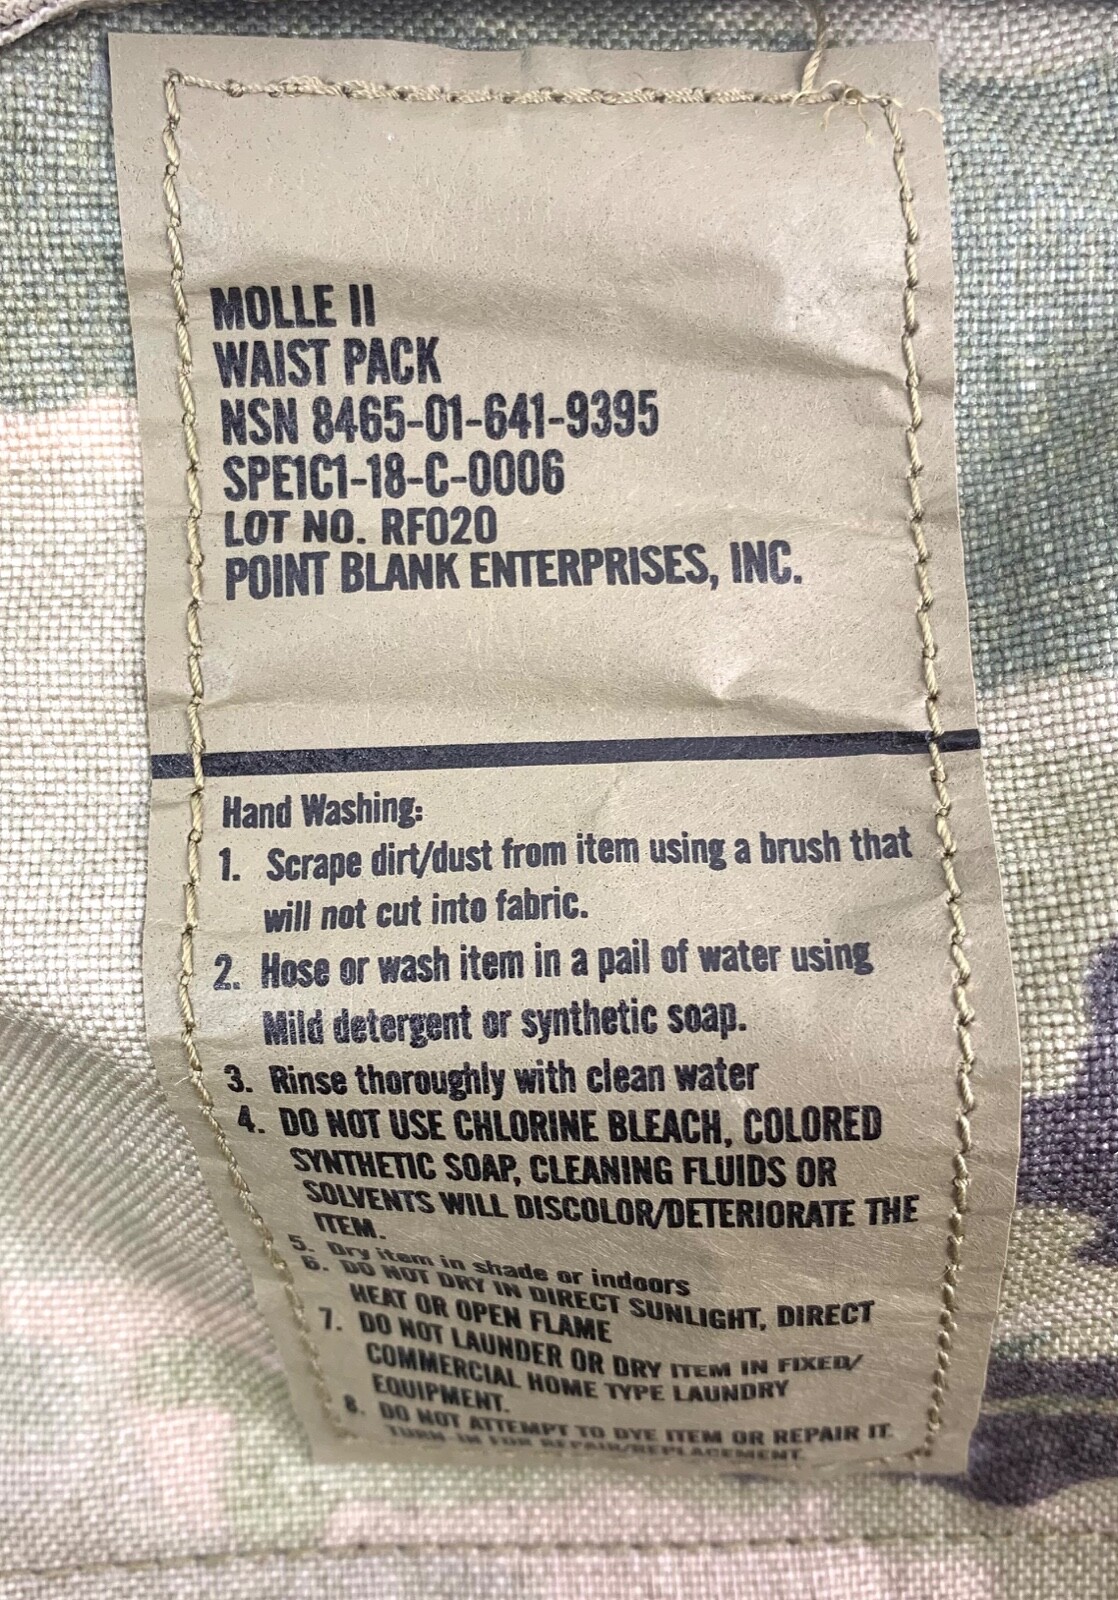 MOLLE II
WAIST PACK
NSN 8465-01-641-9395
SPE1C1-18-C-0006
LOT NO. RF020
POINT BLANK ENTERPRISES, INC.
Hand Washing:
1. Scrape dirt/dust from item using a brush that
will not cut into fabric.
2. Hose or wash item in a pail of water using
Mild detergent or synthetic soap.
3. Rinse thoroughly with clean water
4. DO NOT USE CHLORINE BLEACH, COLORED
SYNTHETIC SOAP, CLEANING FLUIDS OR
SOLVENTS WILL DISCOLOR/DETERIORATE THE
ITEM.
5. Dry item in shade or indoors
6. DO NOT DRY IN DIRECT SUNLIGHT, DIRECT
HEAT OR OPEN FLAME
7. DO NOT LAUNDER OR DRY ITEM IN FIXED/
COMMERCIAL HOME TYPE LAUNDRY
EQUIPMENT.
8. DO NOT ATTEMPT TO DYE ITEM OR REPAIR IT.
TURN-IN FOR REPAIR/REPLACEMENT.